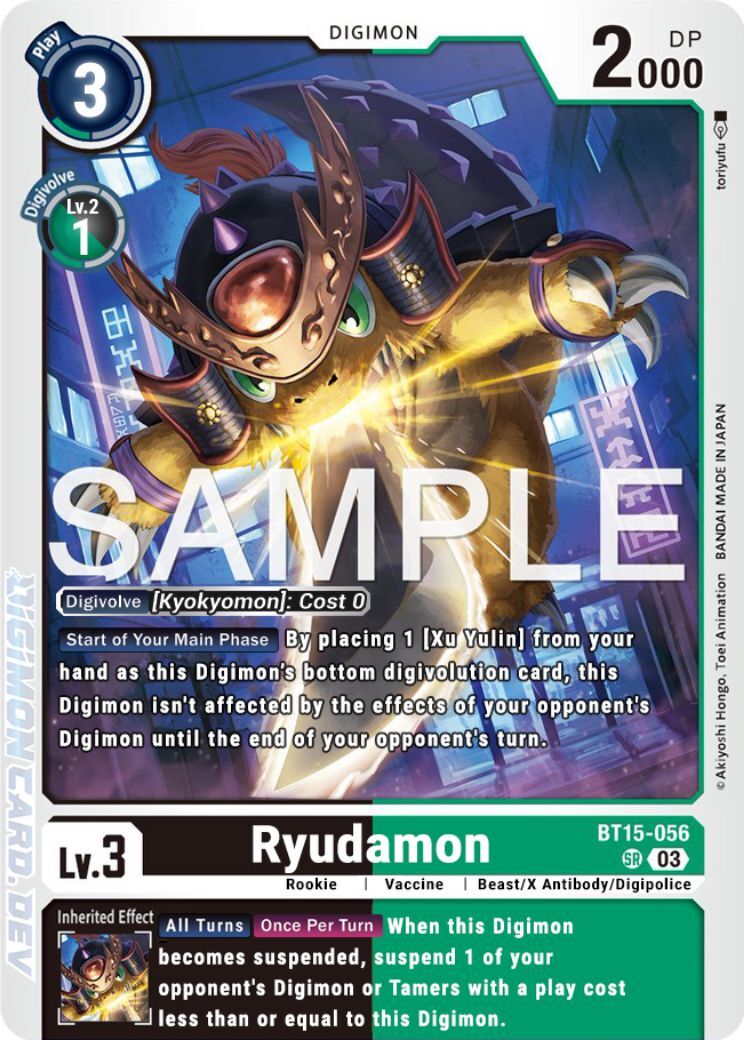 DIGIMON
Play
3
DP
2000
toriyufu
Digivolve
Lv.2
1
SAMPLE
Digivolve [Kyokyomon]: Cost 0
Start of Your Main Phase By placing 1 [Xu Yulin] from your
hand as this Digimon's bottom digivolution card, this
Digimon isn't affected by the effects of your opponent's
Digimon until the end of your opponent's turn.
© Akiyoshi Hongo, Toei Animation BANDAI MADE IN JAPAN
DIGIMONCARD.DEV
Lv.3
Ryudamon
BT15-056
SR 03
Rookie | Vaccine | Beast/X Antibody/Digipolice
Inherited Effect
All Turns Once Per Turn When this Digimon
becomes suspended, suspend 1 of your
opponent's Digimon or Tamers with a play cost
less than or equal to this Digimon.